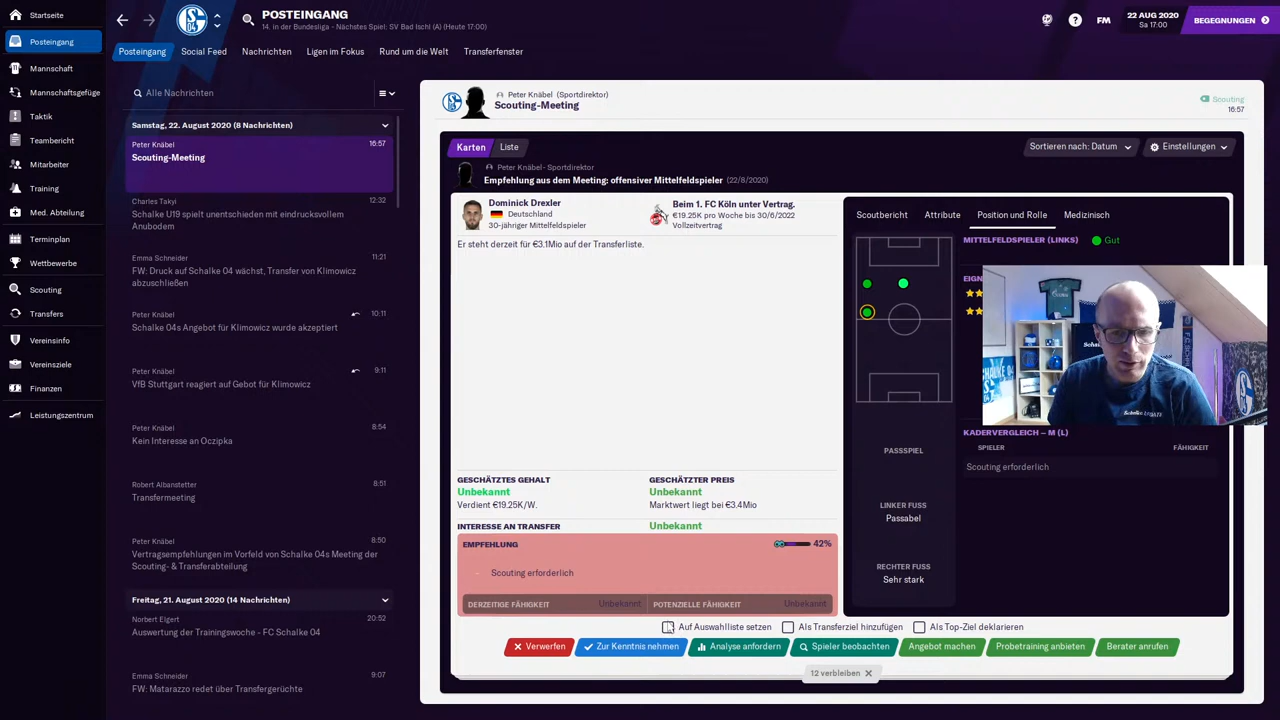 Startseite
Posteingang
Mannschaft
Mannschaftsgefüge
Taktik
Teambericht
Mitarbeiter
Training
Med. Abteilung
Terminplan
Wettbewerbe
Scouting
Transfers
Vereinsinfo
Vereinsziele
Finanzen
Leistungszentrum
POSTEINGANG
14. in der Bundesliga - Nächstes Spiel: SV Bad Ischl (A) (Heute 17:00)
FM
22 AUG 2020
Sa 17:00
BEGEGNUNGEN
Posteingang
Social Feed
Nachrichten
Ligen im Fokus
Rund um die Welt
Transferfenster
Alle Nachrichten
Samstag, 22. August 2020 (8 Nachrichten)
Peter Knäbel 16:57
Scouting-Meeting
Charles Takyi 12:32
Schalke U19 spielt unentschieden mit eindrucksvollem
Anubodem
Emma Schneider 11:21
FW: Druck auf Schalke 04 wächst, Transfer von Klimowicz
abzuschließen
Peter Knäbel 10:11
Schalke 04s Angebot für Klimowicz wurde akzeptiert
Peter Knäbel 9:11
VfB Stuttgart reagiert auf Gebot für Klimowicz
Peter Knäbel 8:54
Kein Interesse an Oczipka
Robert Albanstetter 8:51
Transfermeeting
Peter Knäbel 8:50
Vertragsempfehlungen im Vorfeld von Schalke 04s Meeting der
Scouting- & Transferabteilung
Freitag, 21. August 2020 (14 Nachrichten)
Norbert Elgert 20:52
Auswertung der Trainingswoche - FC Schalke 04
Emma Schneider 9:07
FW: Matarazzo redet über Transfergerüchte
Peter Knäbel (Sportdirektor)
Scouting-Meeting
Scouting
16:57
Karten
Liste
Sortieren nach: Datum
Einstellungen
Peter Knäbel- Sportdirektor
Empfehlung aus dem Meeting: offensiver Mittelfeldspieler (22/8/2020)
Dominick Drexler
Deutschland
30-jähriger Mittelfeldspieler
Beim 1. FC Köln unter Vertrag.
€19.25K pro Woche bis 30/6/2022
Vollzeitvertrag
Er steht derzeit für €3.1Mio auf der Transferliste.
GESCHÄTZTES GEHALT
Unbekannt
Verdient €19.25K/W.
GESCHÄTZTER PREIS
Unbekannt
Marktwert liegt bei €3.4Mio
INTERESSE AN TRANSFER
Unbekannt
EMPFEHLUNG 42%
- Scouting erforderlich
DERZEITIGE FÄHIGKEIT Unbekannt
POTENZIELLE FÄHIGKEIT Unbekannt
Scoutbericht
Attribute
Position und Rolle
Medizinisch
MITTELFELDSPIELER (LINKS) Gut
PASSSPIEL
LINKER FUSS
Passabel
RECHTER FUSS
Sehr stark
KADERVERGLEICH – M (L)
SPIELER FÄHIGKEIT
Scouting erforderlich
Auf Auswahlliste setzen
Als Transferziel hinzufügen
Als Top-Ziel deklarieren
Verwerfen
Zur Kenntnis nehmen
Analyse anfordern
Spieler beobachten
Angebot machen
Probetraining anbieten
Berater anrufen
12 verbleiben